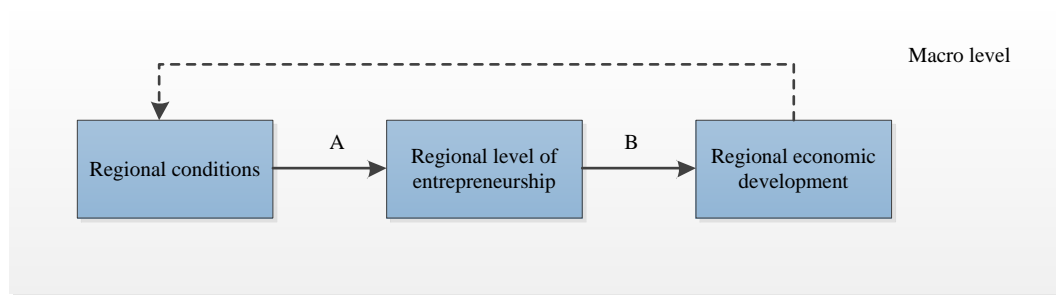 Macro level
A
B
Regional conditions
Regional level of
entrepreneurship
Regional economic
development